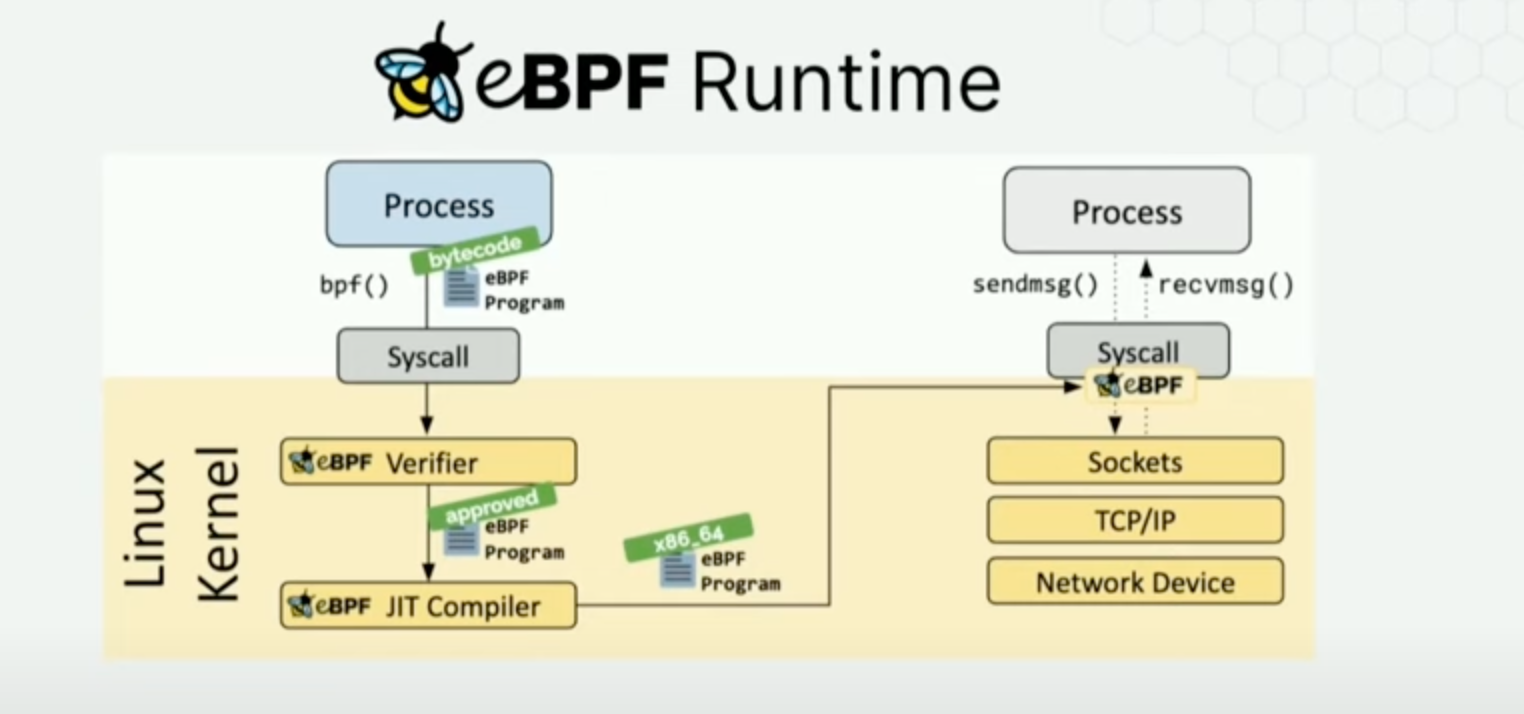 eBPF Runtime
Process
bytecode
bpf()
eBPF
Program
Syscall
Linux
Kernel
eBPF Verifier
approved
eBPF
Program
eBPF JIT Compiler
x86_64
eBPF
Program
Process
sendmsg()
recvmsg()
Syscall
eBPF
Sockets
TCP/IP
Network Device